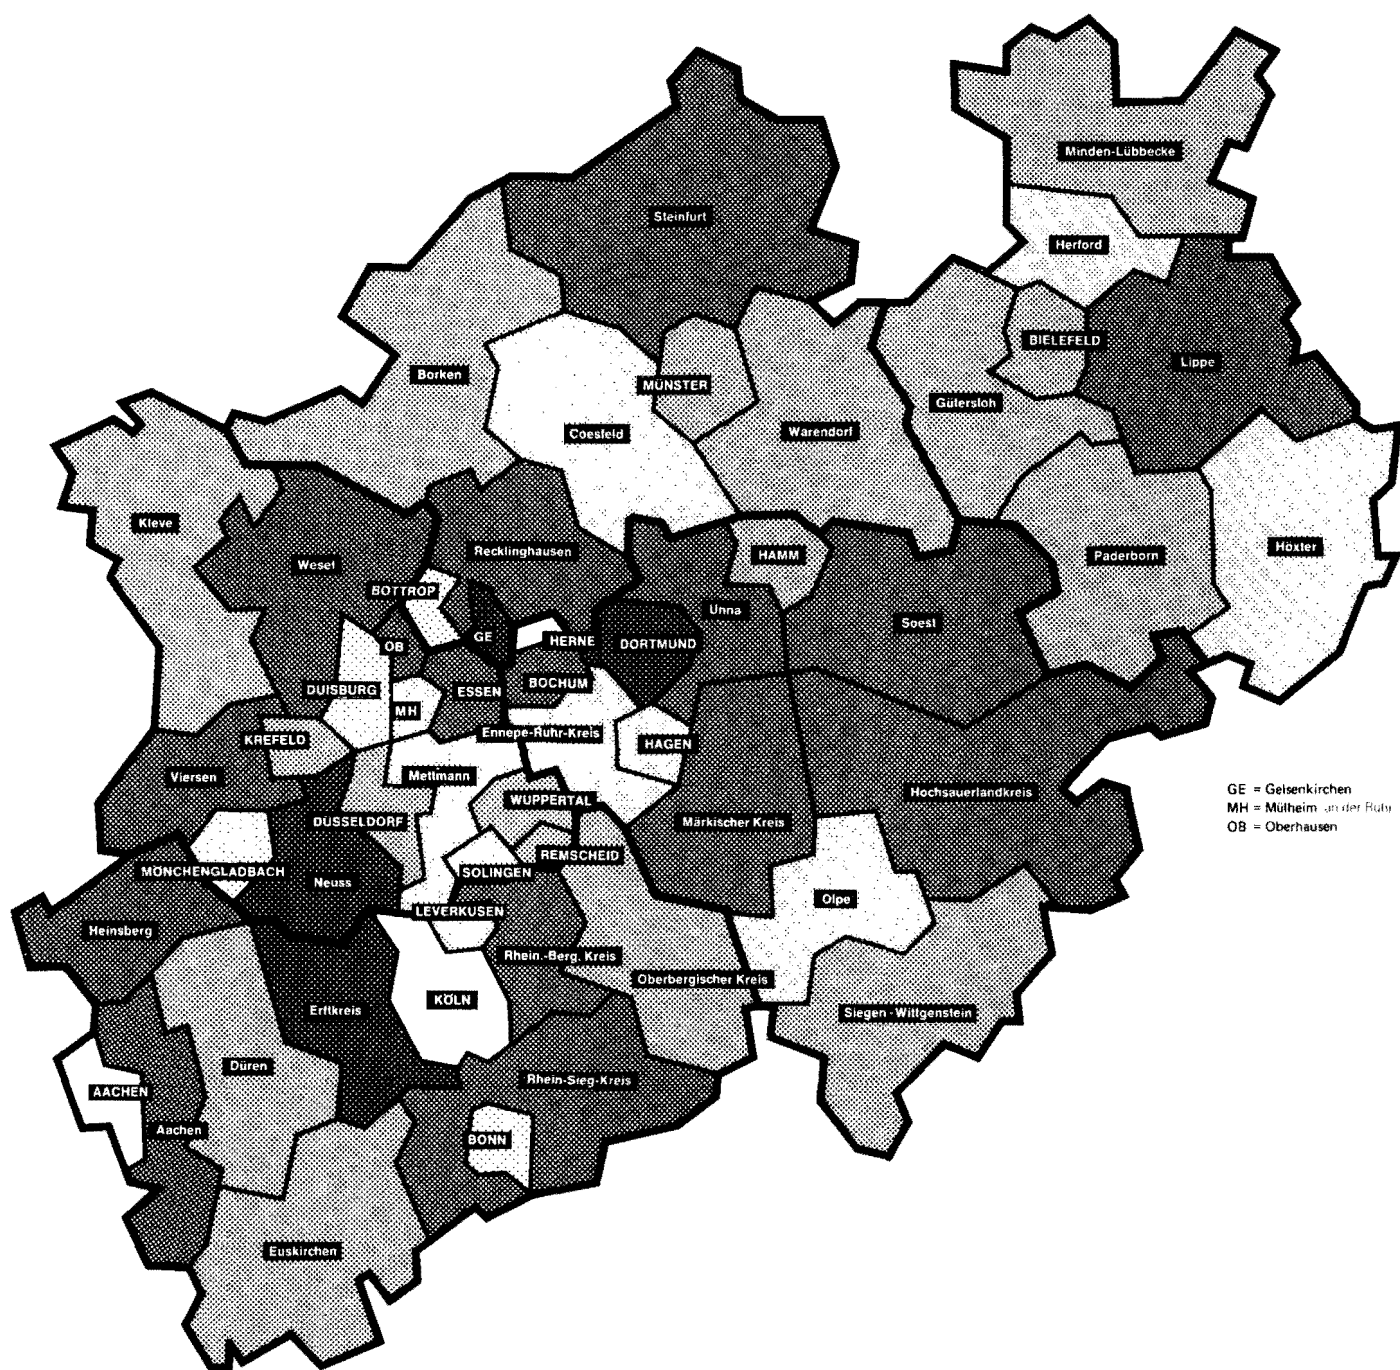 Minden-Lübbecke
Steinfurt
Herford
BIELEFELD
Lippe
Borken
MÜNSTER
Gütersloh
Coesfeld
Warendorf
Kleve
Recklinghausen
HAMM
Paderborn
Höxter
Wesel
BOTTROP
Unna
Soest
GE
HERNE
DORTMUND
OB
BOCHUM
DUISBURG
ESSEN
MH
Ennepe-Ruhr-Kreis
KREFELD
HAGEN
Viersen
Mettmann
Hochsauerlandkreis
GE = Gelsenkirchen
MH = Mülheim an der Ruhr
OB = Oberhausen
WUPPERTAL
DÜSSELDORF
Märkischer Kreis
REMSCHEID
MÖNCHENGLADBACH
SOLINGEN
Neuss
Olpe
LEVERKUSEN
Heinsberg
Rhein.-Berg. Kreis
Oberbergischer Kreis
KÖLN
Erftkreis
Siegen-Wittgenstein
Düren
Rhein-Sieg-Kreis
AACHEN
Aachen
BONN
Euskirchen